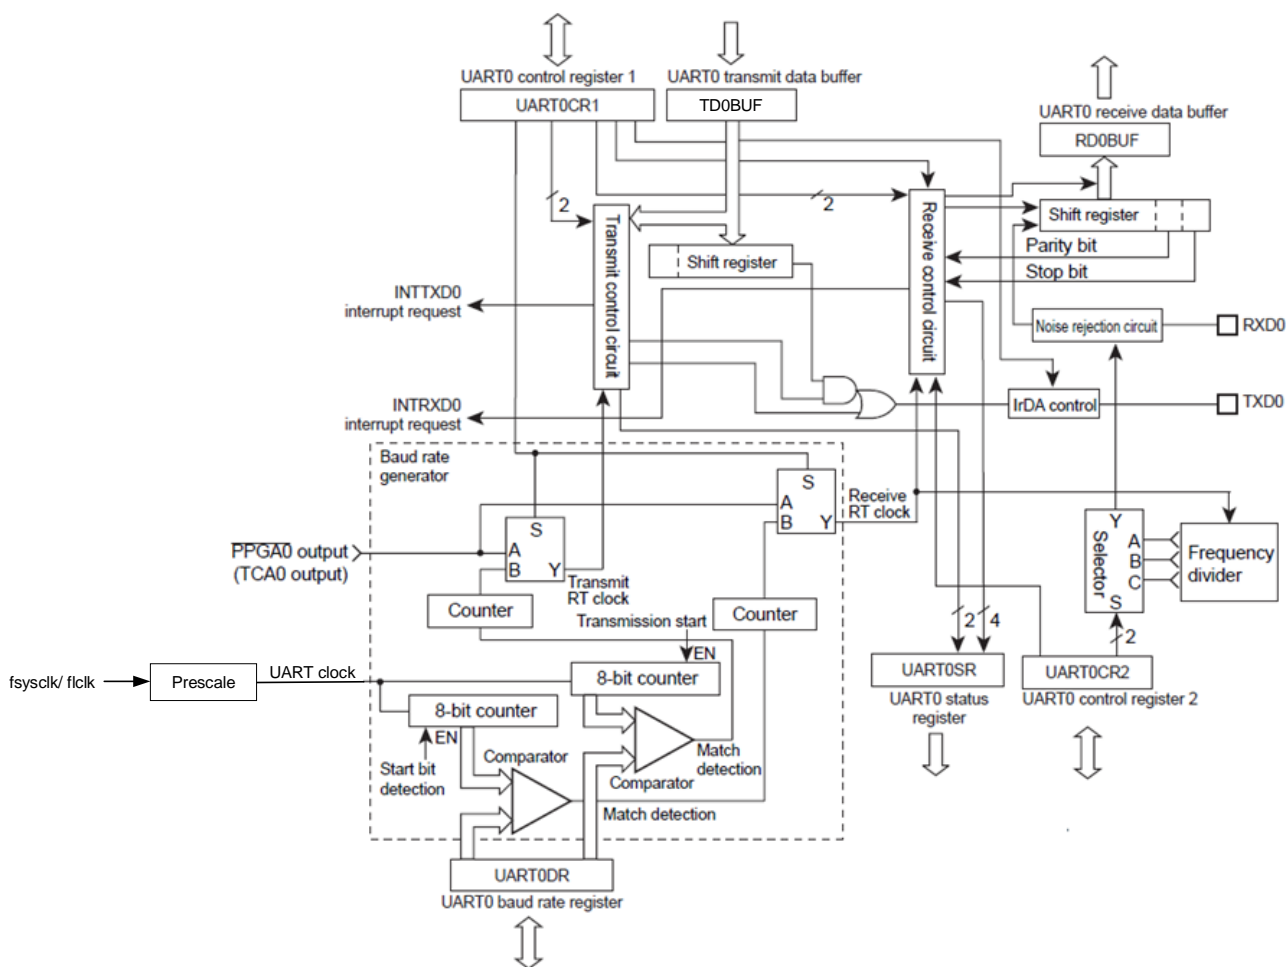 UART0 control register 1
UART0CR1
UART0 transmit data buffer
TD0BUF
UART0 receive data buffer
RD0BUF
2
2
Transmit control circuit
Receive control circuit
Shift register
Shift register
Parity bit
Stop bit
INTTXD0
interrupt request
Noise rejection circuit
RXD0
INTRXD0
interrupt request
IrDA control
TXD0
Baud rate
generator
S
A
B
Y
Receive
RT clock
S
A
B
Y
PPGA0 output
(TCA0 output)
Transmit
RT clock
Y
Selector
A
B
C
S
Frequency
divider
Counter
Counter
Transmission start
EN
2
4
2
fsysclk/ flclk
Prescale
UART clock
8-bit counter
8-bit counter
EN
Start bit
detection
Comparator
Comparator
Match
detection
Match detection
UART0SR
UART0 status
register
UART0CR2
UART0 control register 2
UART0DR
UART0 baud rate register